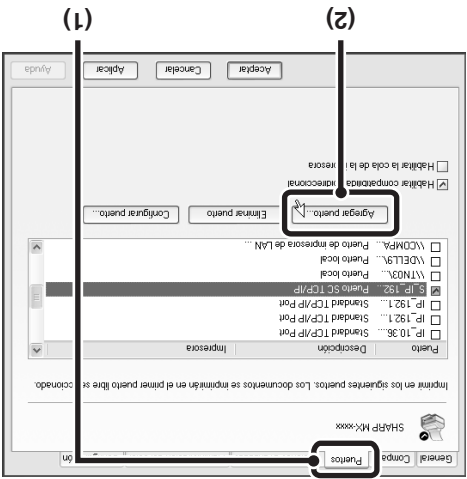 General Compa Puertos ón
SHARP MX-xxxx
Imprimir en los siguientes puertos. Los documentos se imprimirán en el primer puerto libre seleccionado.
Puerto Descripción Impresora
IP_10.36... Standard TCP/IP Port
IP_192.1... Standard TCP/IP Port
IP_192.1... Standard TCP/IP Port
S_IP_192... Puerto SC TCP/IP
\\TN03\... Puerto local
\\DELL9\... Puerto local
\\COMPA... Puerto de impresora de LAN ...
Agregar puerto... Eliminar puerto Configurar puerto...
Habilitar compatibilidad bidireccional
Habilitar la cola de la impresora
Aceptar Cancelar Aplicar Ayuda
(2) (1)